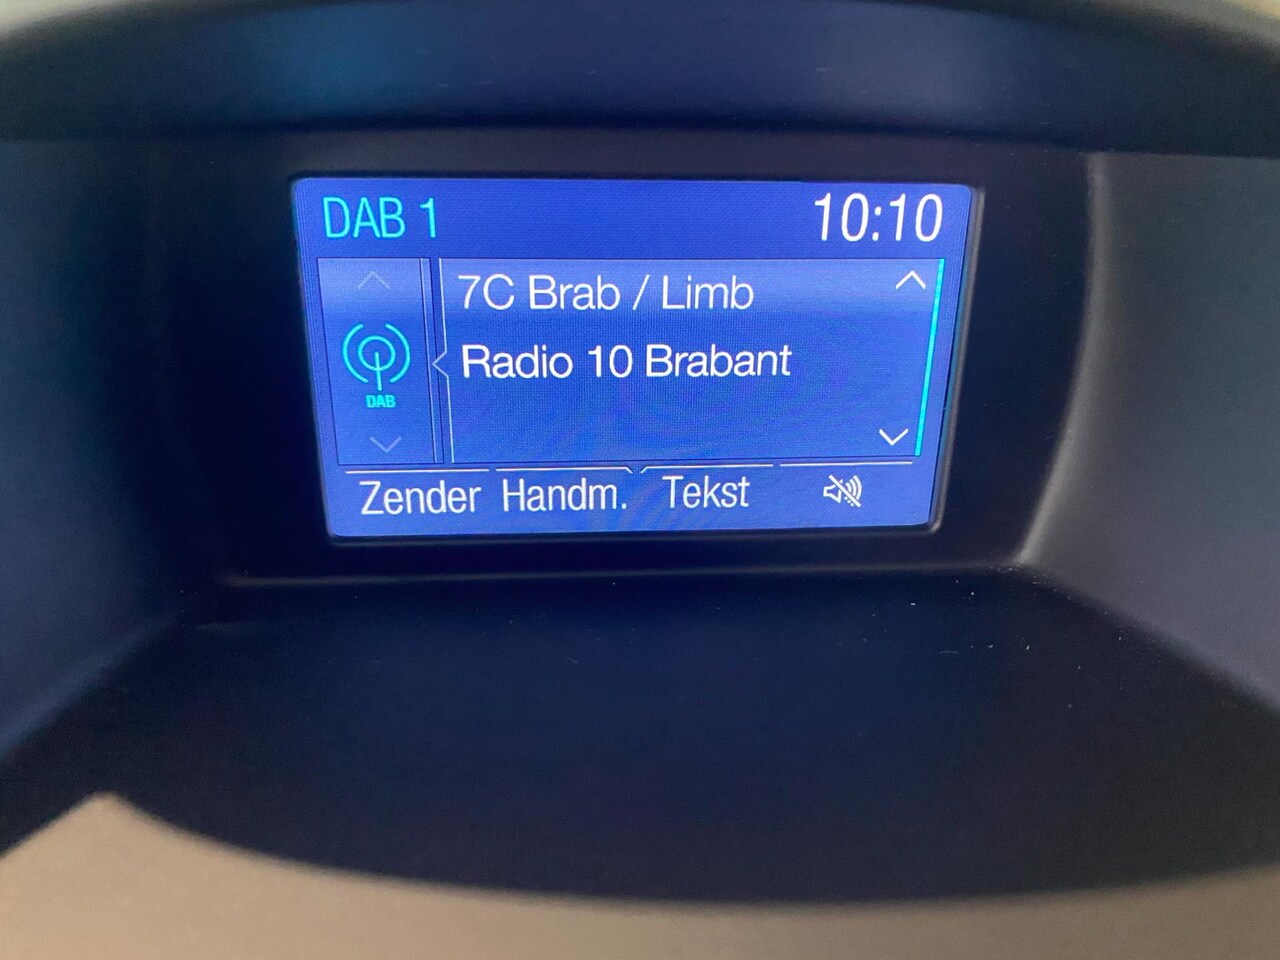 DAB 1 10:10
7C Brab / Limb
Radio 10 Brabant
DAB
Zender Handm. Tekst